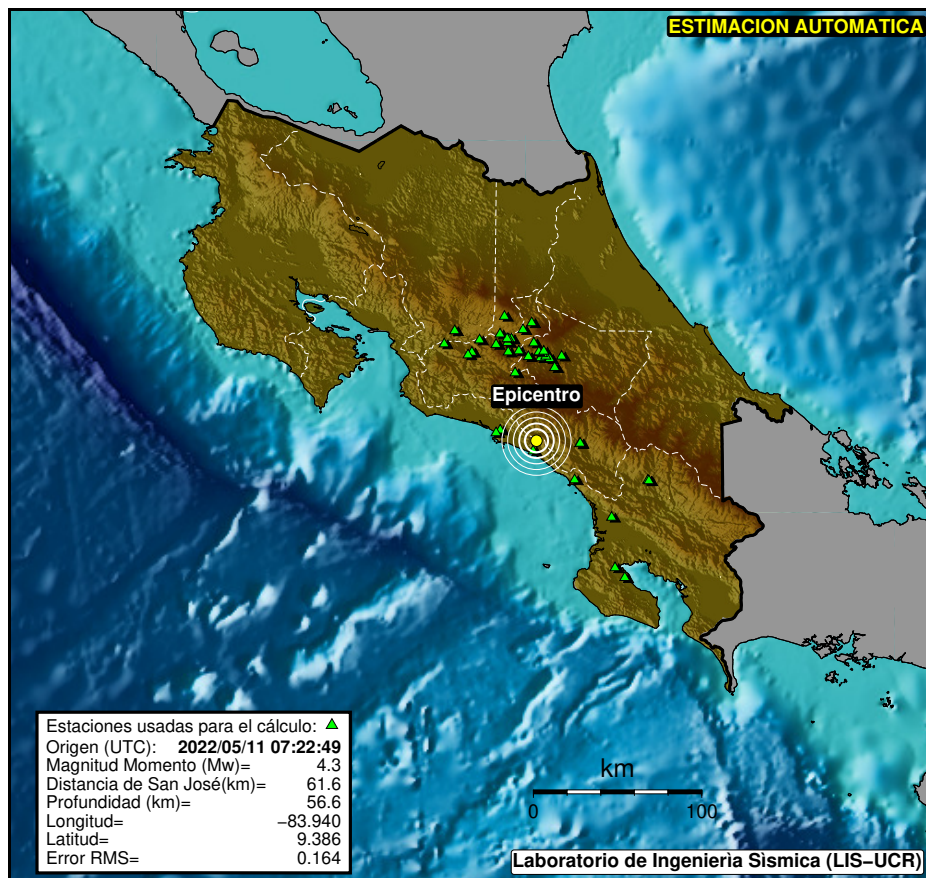 ESTIMACION AUTOMATICA
Epicentro
Estaciones usadas para el cálculo:
Origen (UTC): 2022/05/11 07:22:49
Magnitud Momento (Mw)= 4.3
Distancia de San José(km)= 61.6
Profundidad (km)= 56.6
Longitud= −83.940
Latitud= 9.386
Error RMS= 0.164
km
0 100
Laboratorio de Ingenierìa Sìsmica (LIS−UCR)